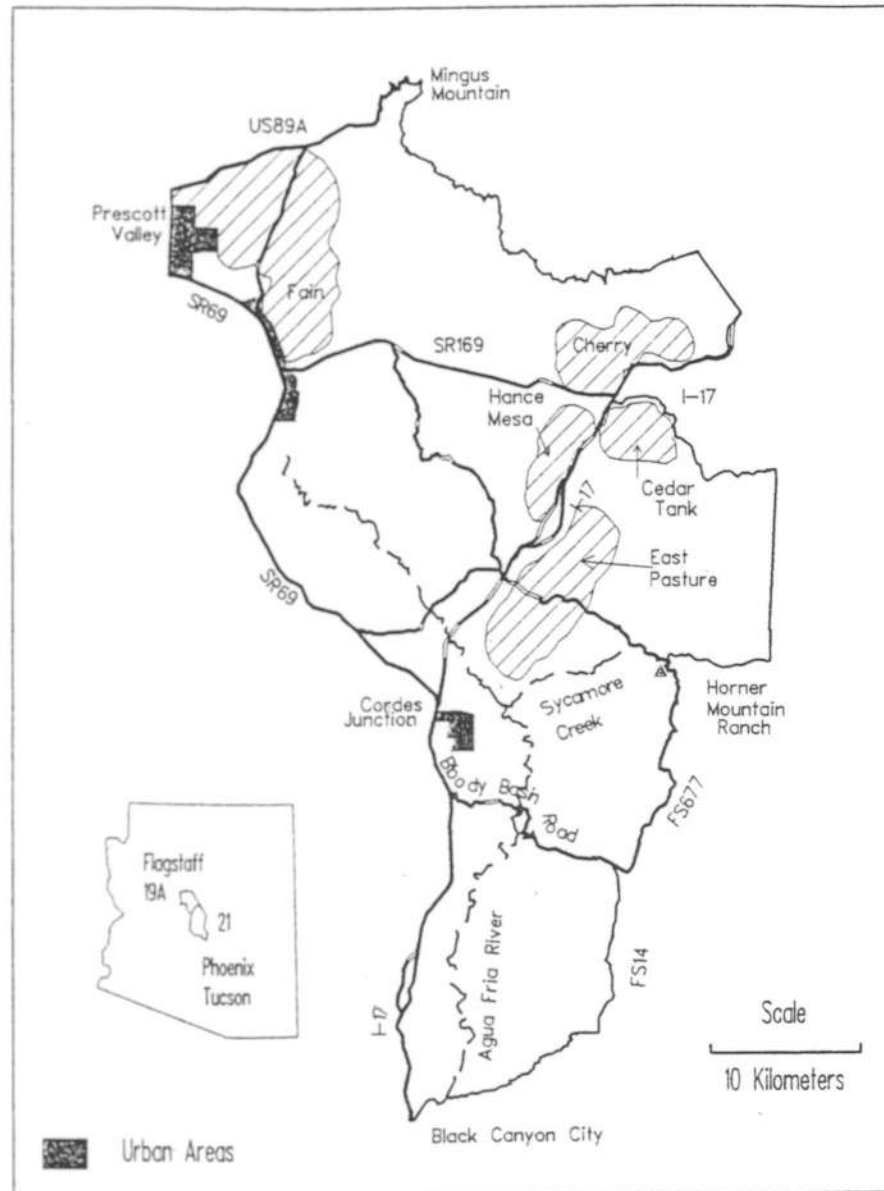 Mingus
Mountain
US89A
Prescott
Valley
SR69
Fain
SR169
Cherry
I-17
Hance
Mesa
Cedar
Tank
I-17
East
Pasture
SR69
Sycamore
Creek
Horner
Mountain
Ranch
Cordes
Junction
Bloody Basin
Road
FS677
Flagstaff
19A
21
Phoenix
Tucson
Agua Fria River
FS14
I-17
Scale
10 Kilometers
Black Canyon City
Urban Areas